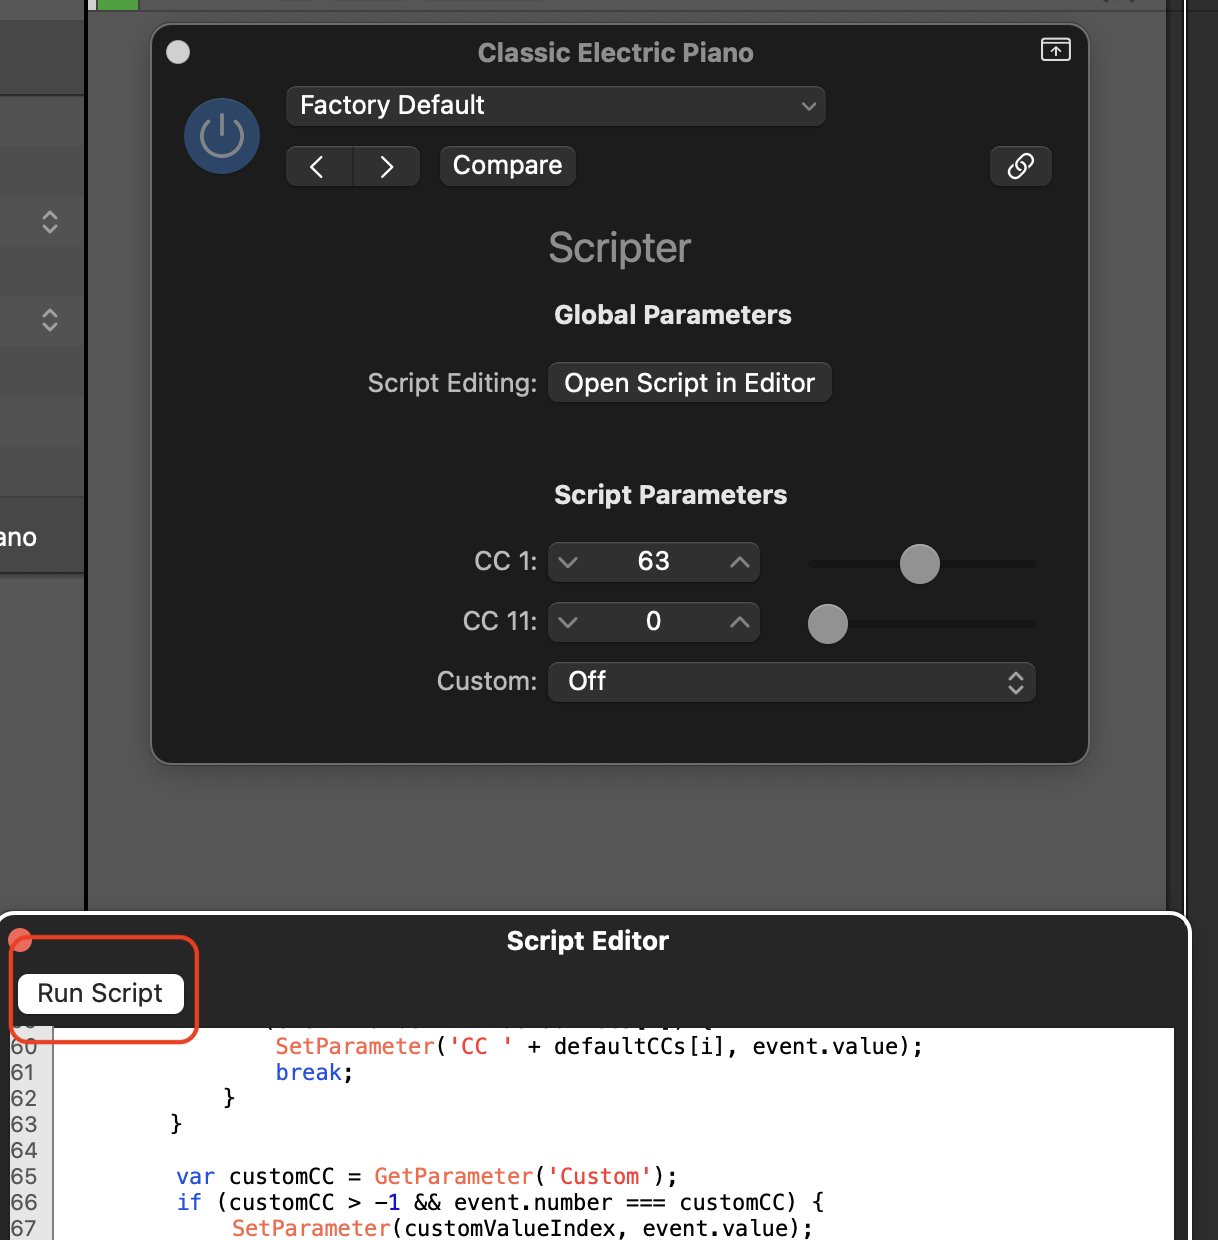 Classic Electric Piano
Factory Default
Compare
Scripter
Global Parameters
Script Editing: Open Script in Editor
Script Parameters
ano
CC 1: 63
CC 11: 0
Custom: Off
Script Editor
Run Script
60 SetParameter('CC ' + defaultCCs[i], event.value);
61 break;
62 }
63 }
64
65 var customCC = GetParameter('Custom');
66 if (customCC > -1 && event.number === customCC) {
67 SetParameter(customValueIndex, event.value);